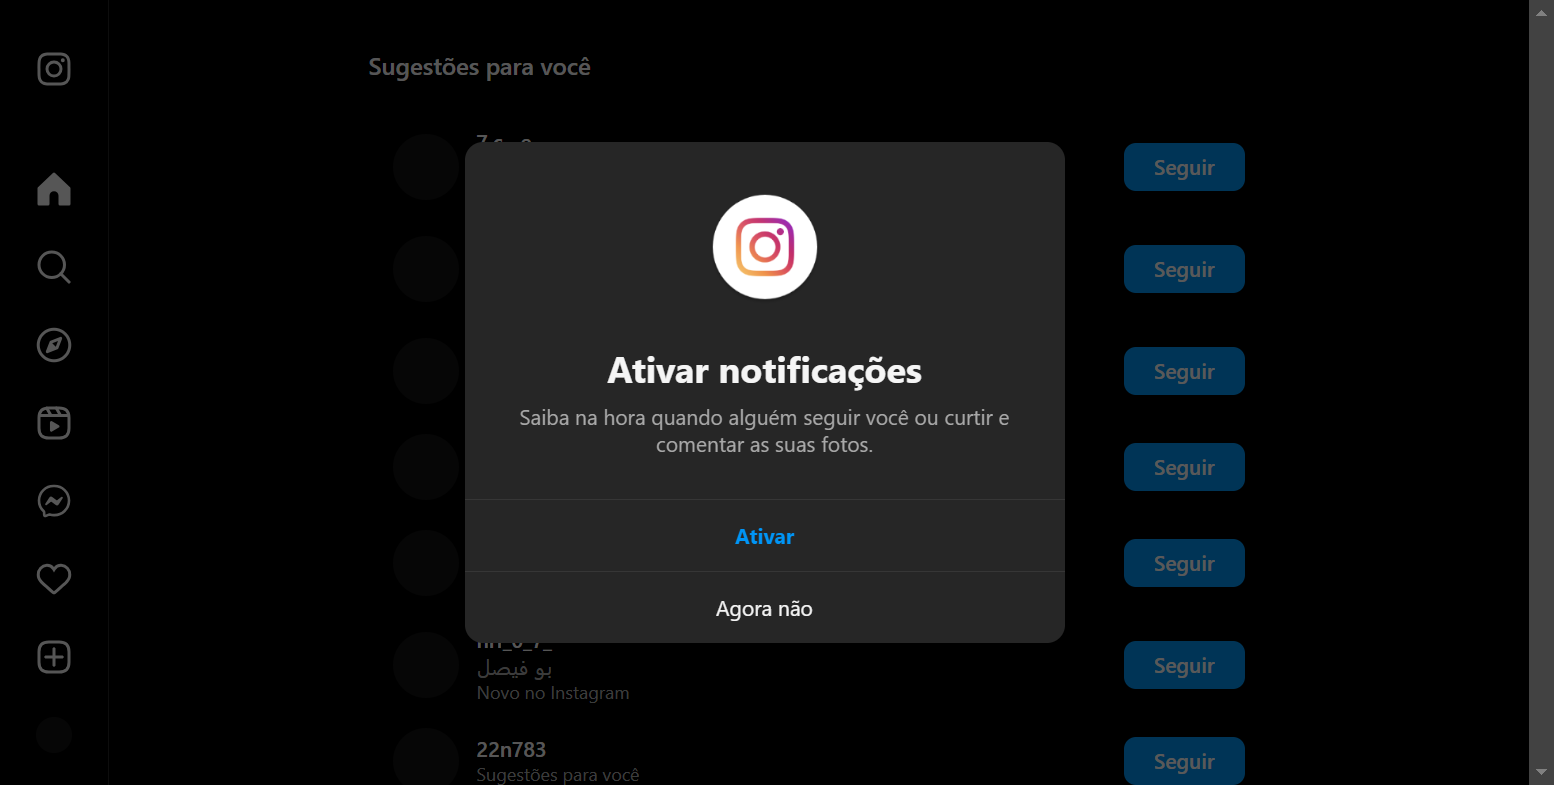 Sugestões para você
Seguir
Seguir
Seguir
Seguir
Seguir
Ativar notificações
Saiba na hora quando alguém seguir você ou curtir e
comentar as suas fotos.
Ativar
Agora não
بو فيصل
Novo no Instagram
Seguir
22n783
Sugestões para você
Seguir